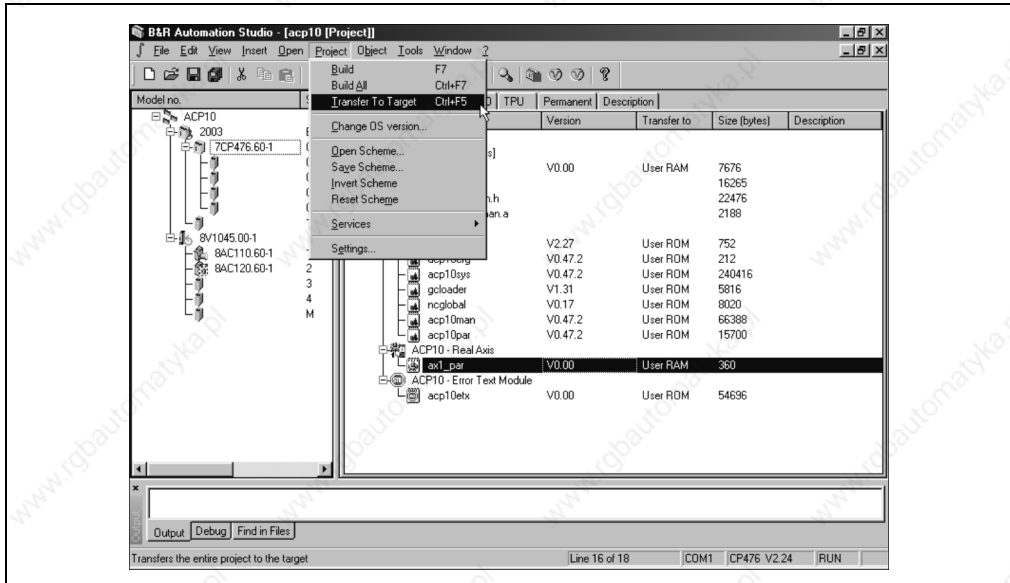 B&R Automation Studio - [acp10 [Project]]
File Edit View Insert Open Project Object Tools Window ?
Build F7
Build All Ctrl+F7
Transfer To Target Ctrl+F5
Change OS version...
Open Scheme...
Save Scheme...
Invert Scheme
Reset Scheme
Services
Settings...
Model no.
ACP10
2003
7CP476.60-1
8V1045.00-1
8AC110.60-1
8AC120.60-1 2
3
4
M
TPU Permanent Description
Version Transfer to Size (bytes) Description
s]
V0.00 User RAM 7676
16265
n.h 22476
an.a 2188
V2.27 User ROM 752
V0.47.2 User ROM 212
acp10sys V0.47.2 User ROM 240416
gcloader V1.31 User ROM 5816
ncglobal V0.17 User ROM 8020
acp10man V0.47.2 User ROM 66388
acp10par V0.47.2 User ROM 15700
ACP10 - Real Axis
ax1_par V0.00 User RAM 360
ACP10 - Error Text Module
acp10etx V0.00 User ROM 54696
Output
Output Debug Find in Files
Transfers the entire project to the target Line 16 of 18 COM1 CP476 V2.24 RUN
www.rgbautomatyka.pl